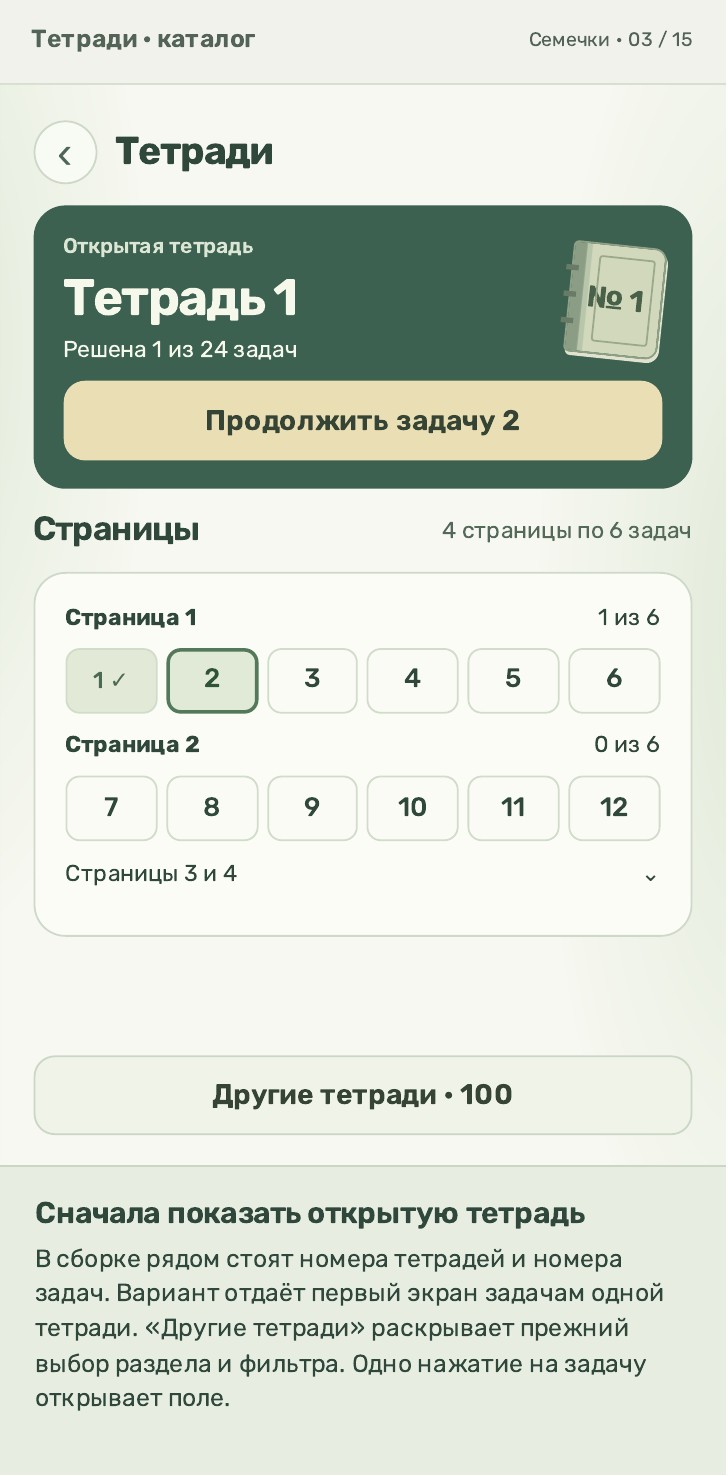 Тетради • каталог
Семечки • 03 / 15
‹ Тетради
Открытая тетрадь
Тетрадь 1
Решена 1 из 24 задач
№ 1
Продолжить задачу 2
Страницы
4 страницы по 6 задач
Страница 1
1 из 6
1 ✓ 2 3 4 5 6
Страница 2
0 из 6
7 8 9 10 11 12
Страницы 3 и 4
Другие тетради • 100
Сначала показать открытую тетрадь
В сборке рядом стоят номера тетрадей и номера
задач. Вариант отдаёт первый экран задачам одной
тетради. «Другие тетради» раскрывает прежний
выбор раздела и фильтра. Одно нажатие на задачу
открывает поле.